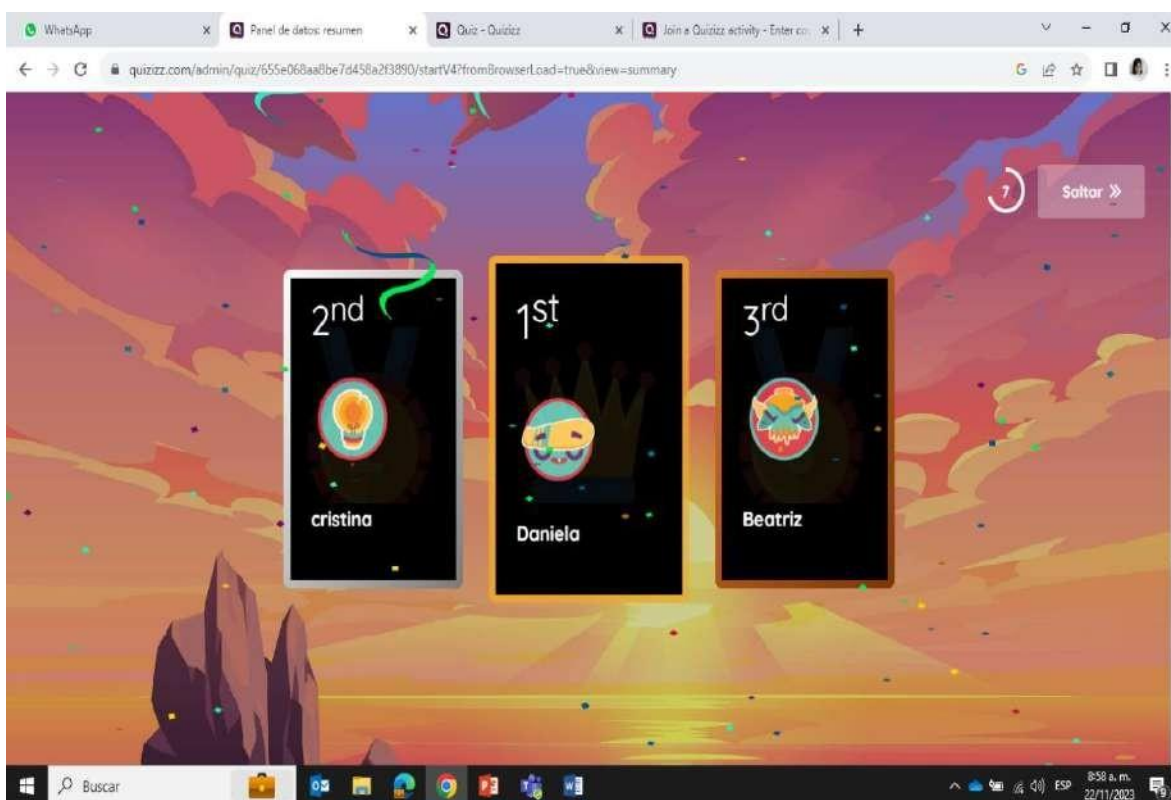 WhatsApp
Panel de datos: resumen
Quiz - Quizizz
Join a Quizizz activity - Enter co
quizizz.com/admin/quiz/655e068aa8be7d458a2f3890/startV4?fromBrowserLoad=true&view=summary
7
Saltar
2nd
cristina
1st
Daniela
3rd
Beatriz
Buscar
ESP
8:58 a. m.
22/11/2023